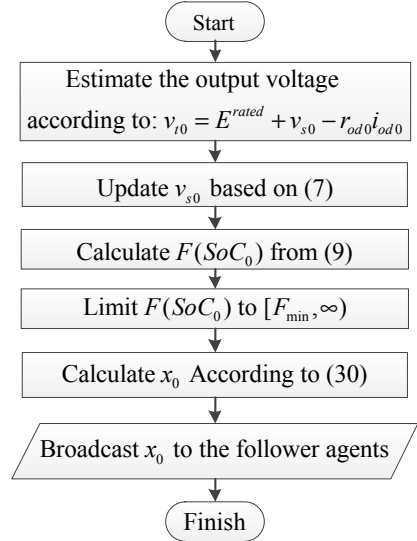 Start
Estimate the output voltage
according to: v_{t0} = E^{rated} + v_{s0} − r_{od0}i_{od0}
Update v_{s0} based on (7)
Calculate F(SoC_0) from (9)
Limit F(SoC_0) to [F_{min}, ∞)
Calculate x_0 According to (30)
Broadcast x_0 to the follower agents
Finish